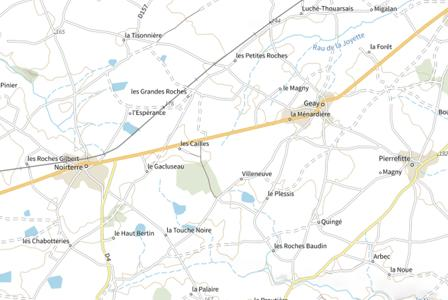 Luché-Thouarsais
Migalan
D157
165
la Tisonnière
Rau de la Joyette
la Forêt
les Petites Roches
Pinier
les Grandes Roches
le Magny
Geay
l'Espérance
la Ménardière
les Cailles
les Roches Gilbert
Noirterre
le Gacluseau
Pierrefitte
Magny
Villeneuve
le Plessis
Quingé
la Touche Noire
le Haut Bertin
les Chabotteries
D4
les Roches Baudin
Arbec
la Noue
la Palaire